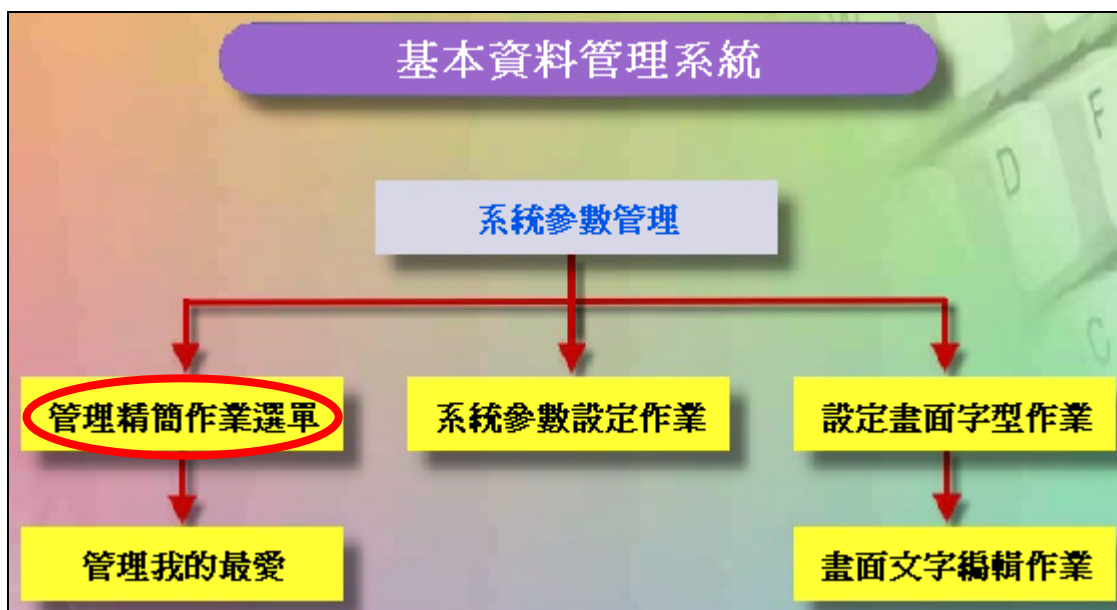 基本資料管理系統
系統參數管理
管理精簡作業選單
系統參數設定作業
設定畫面字型作業
管理我的最愛
畫面文字編輯作業
D
F
C